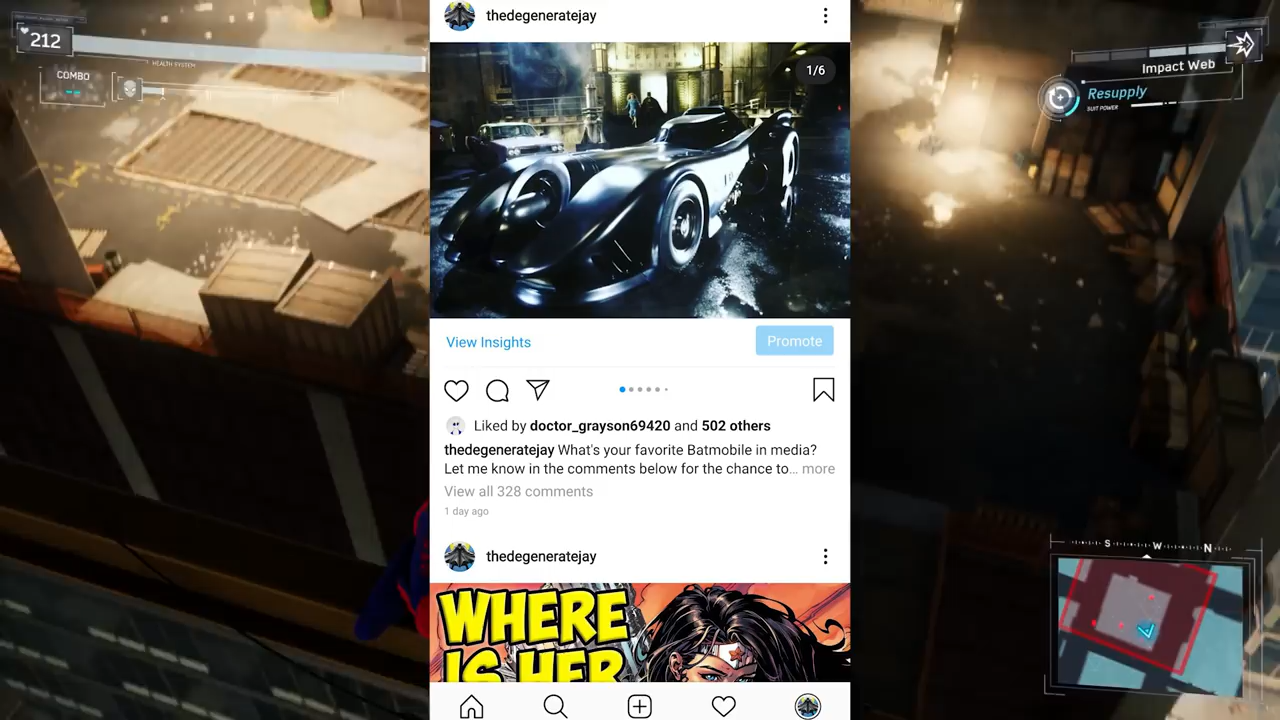 212
HEALTH SYSTEM
COMBO
thedegeneratejay
1/6
Impact Web
Resupply
SUIT POWER
View Insights
Promote
Liked by doctor_grayson69420 and 502 others
thedegeneratejay What's your favorite Batmobile in media?
Let me know in the comments below for the chance to... more
View all 328 comments
1 day ago
thedegeneratejay
WHERE
IS HER
S W N